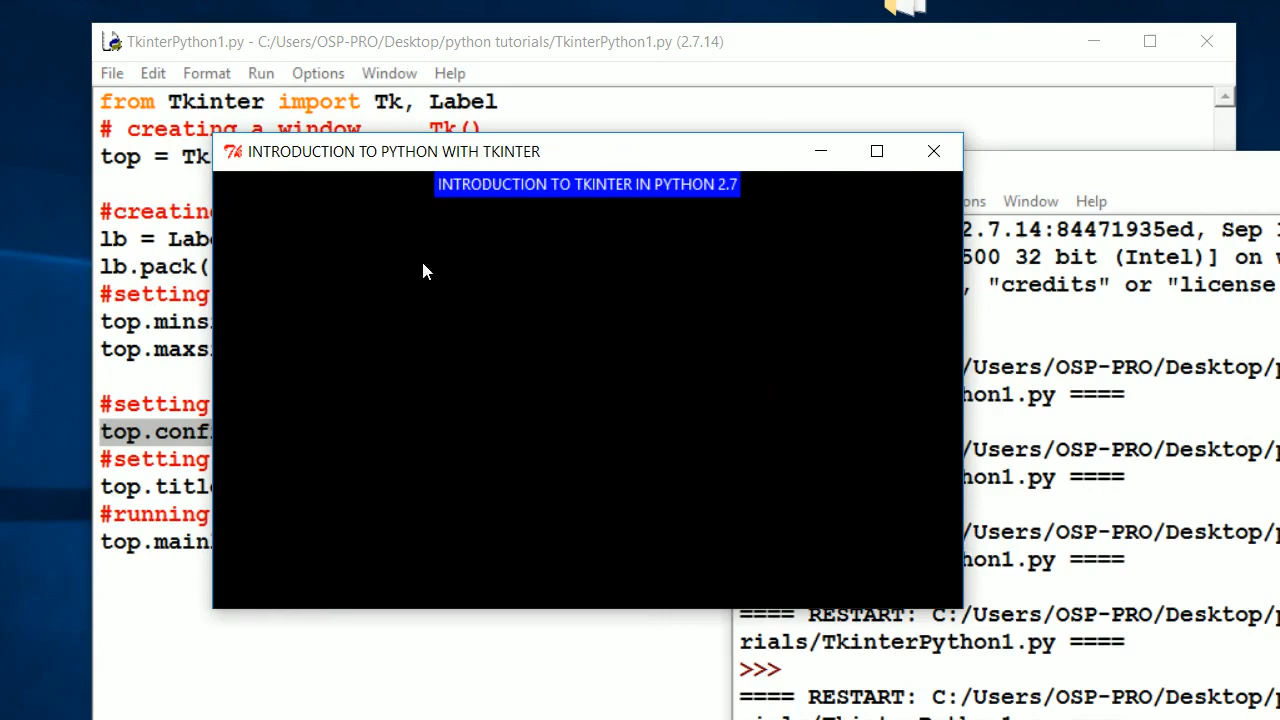 TkinterPython1.py - C:/Users/OSP-PRO/Desktop/python tutorials/TkinterPython1.py (2.7.14)
File Edit Format Run Options Window Help
from Tkinter import Tk, Label
# creating a window Tk()
top = Tk
#creating
lb = Labe
lb.pack(
#setting
top.mins
top.maxs
#setting
top.conf
#setting
top.title
#running
top.main
INTRODUCTION TO PYTHON WITH TKINTER
INTRODUCTION TO TKINTER IN PYTHON 2.7
ons Window Help
2.7.14:84471935ed, Sep 1
500 32 bit (Intel)] on w
, "credits" or "license
/Users/OSP-PRO/Desktop/p
hon1.py ====
/Users/OSP-PRO/Desktop/p
hon1.py ====
/Users/OSP-PRO/Desktop/p
hon1.py ====
==== RESTART: C:/Users/OSP-PRO/Desktop/p
rials/TkinterPython1.py ====
>>>
==== RESTART: C:/Users/OSP-PRO/Desktop/p